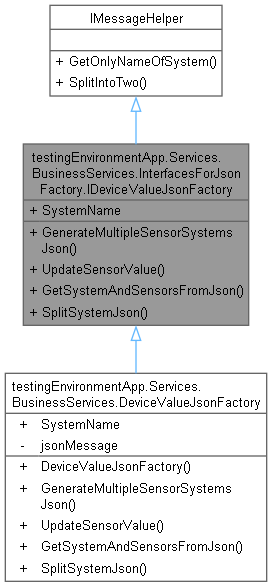 IMessageHelper
+ GetOnlyNameOfSystem()
+ SplitIntoTwo()
testingEnvironmentApp.Services.
BusinessServices.InterfacesForJson
Factory.IDeviceValueJsonFactory
+ SystemName
+ GenerateMultipleSensorSystems
Json()
+ UpdateSensorValue()
+ GetSystemAndSensorsFromJson()
+ SplitSystemJson()
testingEnvironmentApp.Services.
BusinessServices.DeviceValueJsonFactory
+ SystemName
- jsonMessage
+ DeviceValueJsonFactory()
+ GenerateMultipleSensorSystems
Json()
+ UpdateSensorValue()
+ GetSystemAndSensorsFromJson()
+ SplitSystemJson()